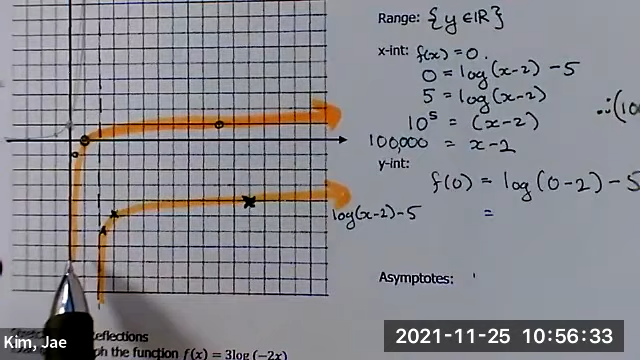 Range: {y∈ℝ}
x-int: f(x) = 0.
0 = log(x-2) - 5
5 = log(x-2)
10⁵ = (x-2)
∴(10
100,000 = x-2
y-int:
f(0) = log(0-2) - 5
log(x-2)-5
=
Asymptotes:
Kim, Jae
eflections
ph the function f(x) = 3log(-2x)
2021-11-25 10:56:33